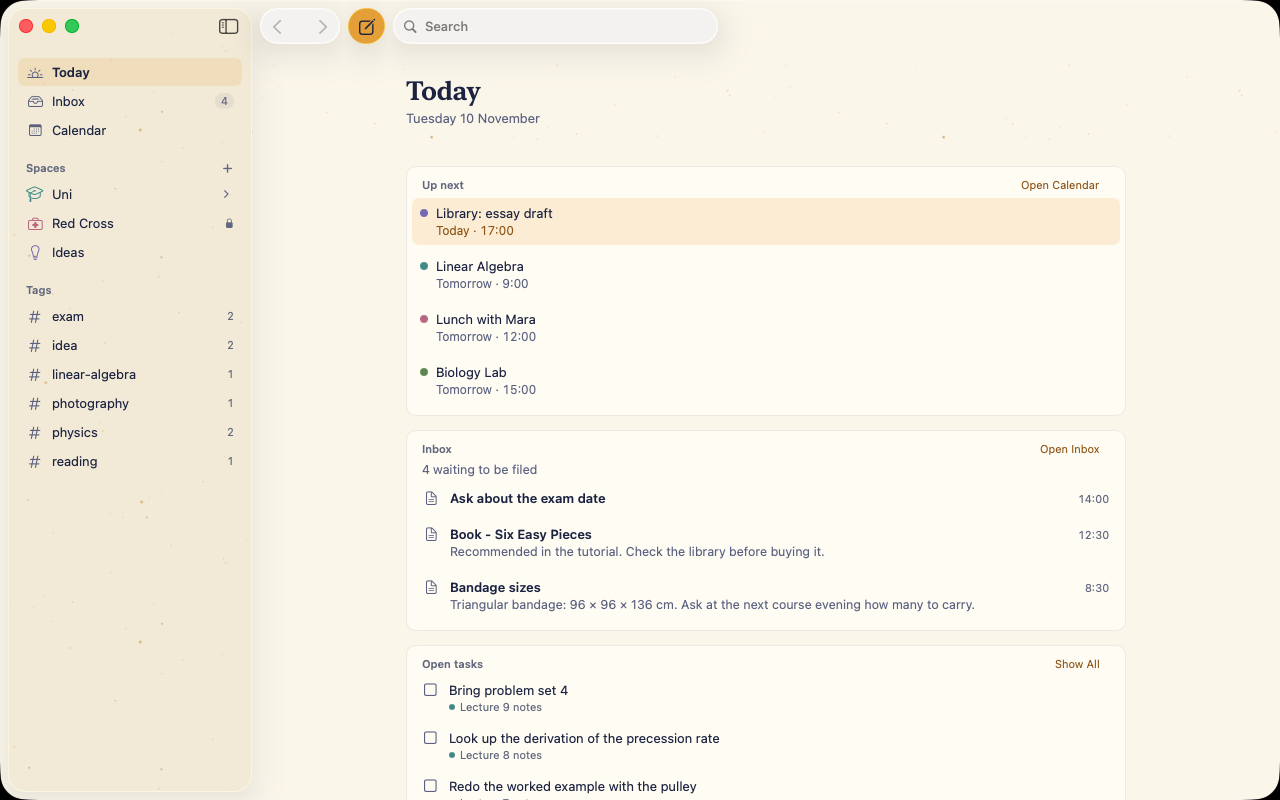 Search
Today
Inbox 4
Calendar
Spaces
Uni
Red Cross
Ideas
Tags
# exam 2
# idea 2
# linear-algebra 1
# photography 1
# physics 2
# reading 1
Today
Tuesday 10 November
Up next Open Calendar
Library: essay draft
Today · 17:00
Linear Algebra
Tomorrow · 9:00
Lunch with Mara
Tomorrow · 12:00
Biology Lab
Tomorrow · 15:00
Inbox Open Inbox
4 waiting to be filed
Ask about the exam date 14:00
Book - Six Easy Pieces 12:30
Recommended in the tutorial. Check the library before buying it.
Bandage sizes 8:30
Triangular bandage: 96 × 96 × 136 cm. Ask at the next course evening how many to carry.
Open tasks Show All
Bring problem set 4
Lecture 9 notes
Look up the derivation of the precession rate
Lecture 8 notes
Redo the worked example with the pulley